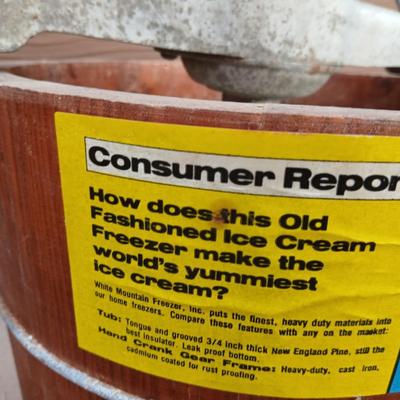 Consumer Repor
How does this Old
Fashioned Ice Cream
Freezer make the
world's yummiest
ice cream?
White Mountain Freezer, Inc. puts the finest, heavy duty materials into
our home freezers. Compare these features with any on the market:
Tub: Tongue and grooved 3/4 inch thick New England Pine, still the
best insulator. Leak proof bottom.
Hand Crank Gear Frame: Heavy-duty, cast iron,
cadmium coated for rust proofing.